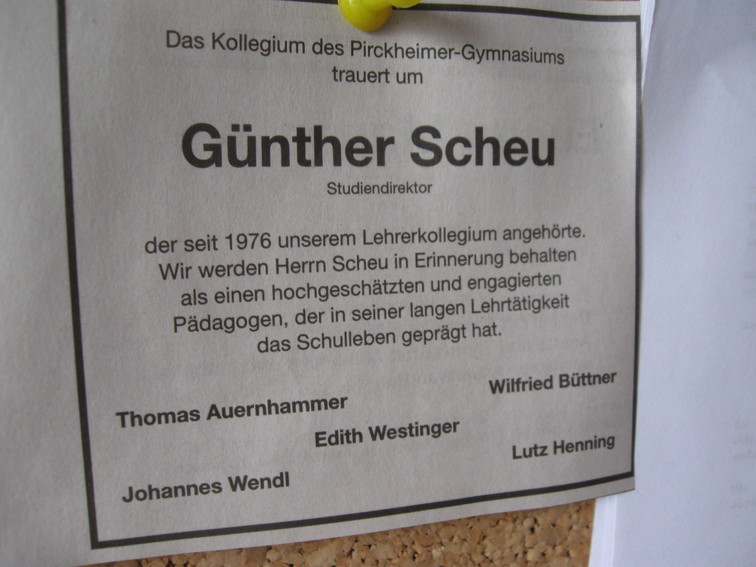 Das Kollegium des Pirckheimer-Gymnasiums
trauert um
Günther Scheu
Studiendirektor
der seit 1976 unserem Lehrerkollegium angehörte.
Wir werden Herrn Scheu in Erinnerung behalten
als einen hochgeschätzten und engagierten
Pädagogen, der in seiner langen Lehrtätigkeit
das Schulleben geprägt hat.
Thomas Auernhammer
Wilfried Büttner
Edith Westinger
Johannes Wendl
Lutz Henning